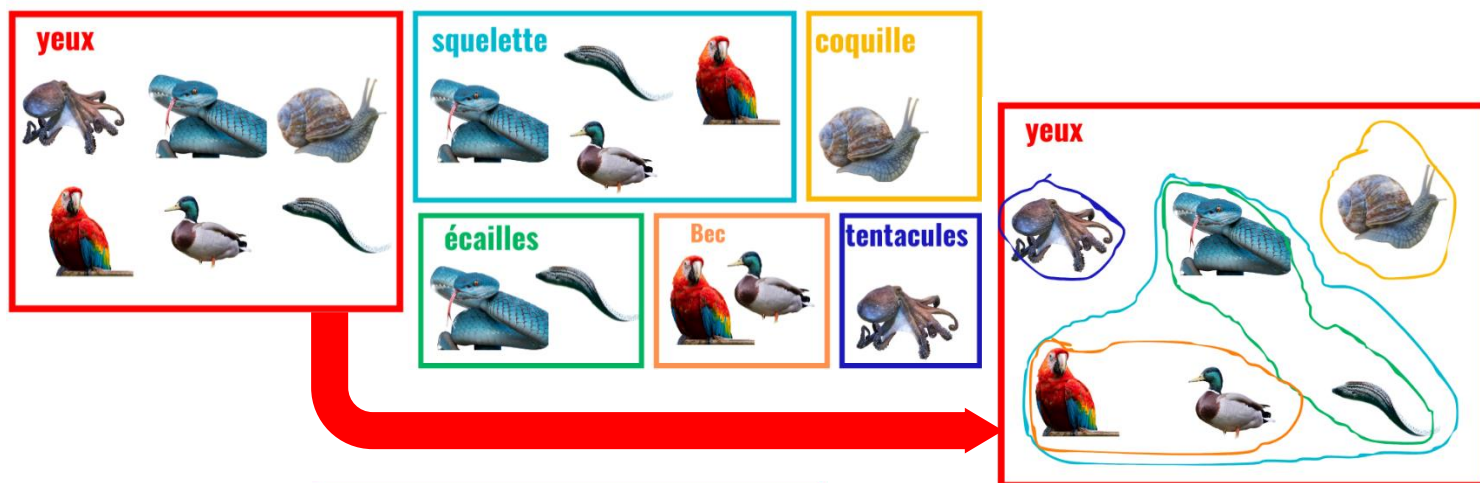 yeux
squelette
coquille
écailles
Bec
tentacules
yeux